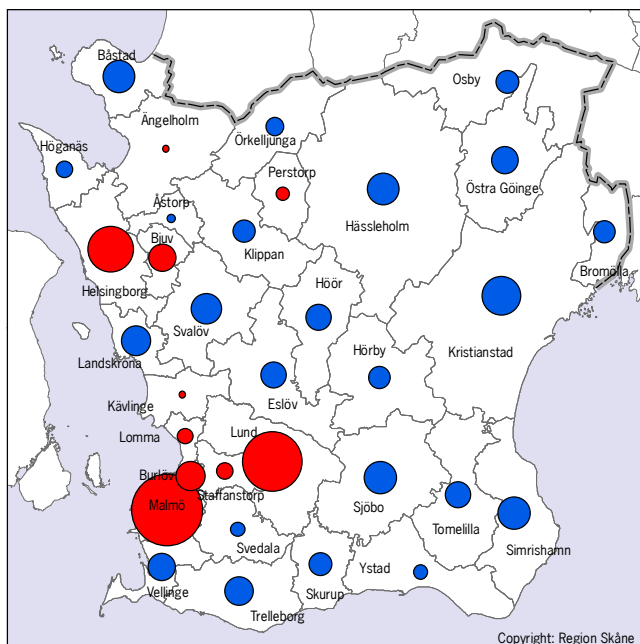 Båstad
Osby
Ängelholm
Örkelljunga
Höganäs
Perstorp
Östra Göinge
Åstorp
Hässleholm
Bjuv
Klippan
Bromölla
Helsingborg
Höör
Svalöv
Kristianstad
Landskrona
Hörby
Kävlinge
Eslöv
Lomma
Lund
Burlöv
Staffanstorp
Malmö
Sjöbo
Tomelilla
Simrishamn
Svedala
Ystad
Vellinge
Skurup
Trelleborg
Copyright: Region Skåne